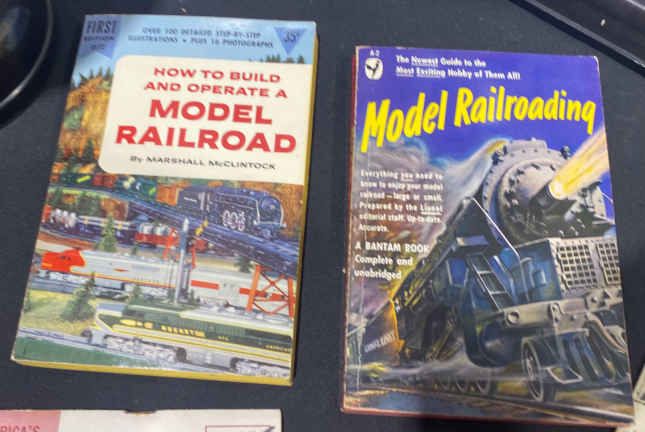 FIRST
EDITION
OVER 100 DETAILED STEP-BY-STEP
ILLUSTRATIONS • PLUS 16 PHOTOGRAPHS
35¢
HOW TO BUILD
AND OPERATE A
MODEL
RAILROAD
By MARSHALL McCLINTOCK
A-2
The Newest Guide to the
Most Exciting Hobby of Them All!
Model Railroading
Everything you need to
know to enjoy your model
railroad—large or small.
Prepared by the Lionel
editorial staff. Up-to-date.
Accurate.
A BANTAM BOOK
Complete and
unabridged
RICA'S